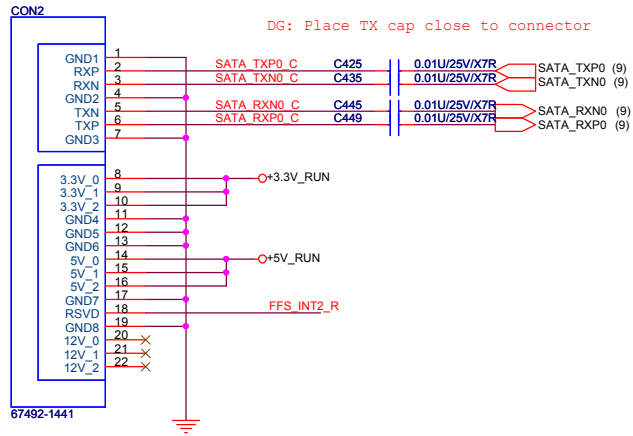 CON2
DG: Place TX cap close to connector
GND1 1
RXP 2 SATA_TXP0_C C425 0.01U/25V/X7R SATA_TXP0 (9)
RXN 3 SATA_TXN0_C C435 0.01U/25V/X7R SATA_TXN0 (9)
GND2 4
TXN 5 SATA_RXN0_C C445 0.01U/25V/X7R SATA_RXN0 (9)
TXP 6 SATA_RXP0_C C449 0.01U/25V/X7R SATA_RXP0 (9)
GND3 7
3.3V_0 8 +3.3V_RUN
3.3V_1 9
3.3V_2 10
GND4 11
GND5 12
GND6 13
5V_0 14 +5V_RUN
5V_1 15
5V_2 16
GND7 17
RSVD 18 FFS_INT2_R
GND8 19
12V_0 20
12V_1 21
12V_2 22
67492-1441